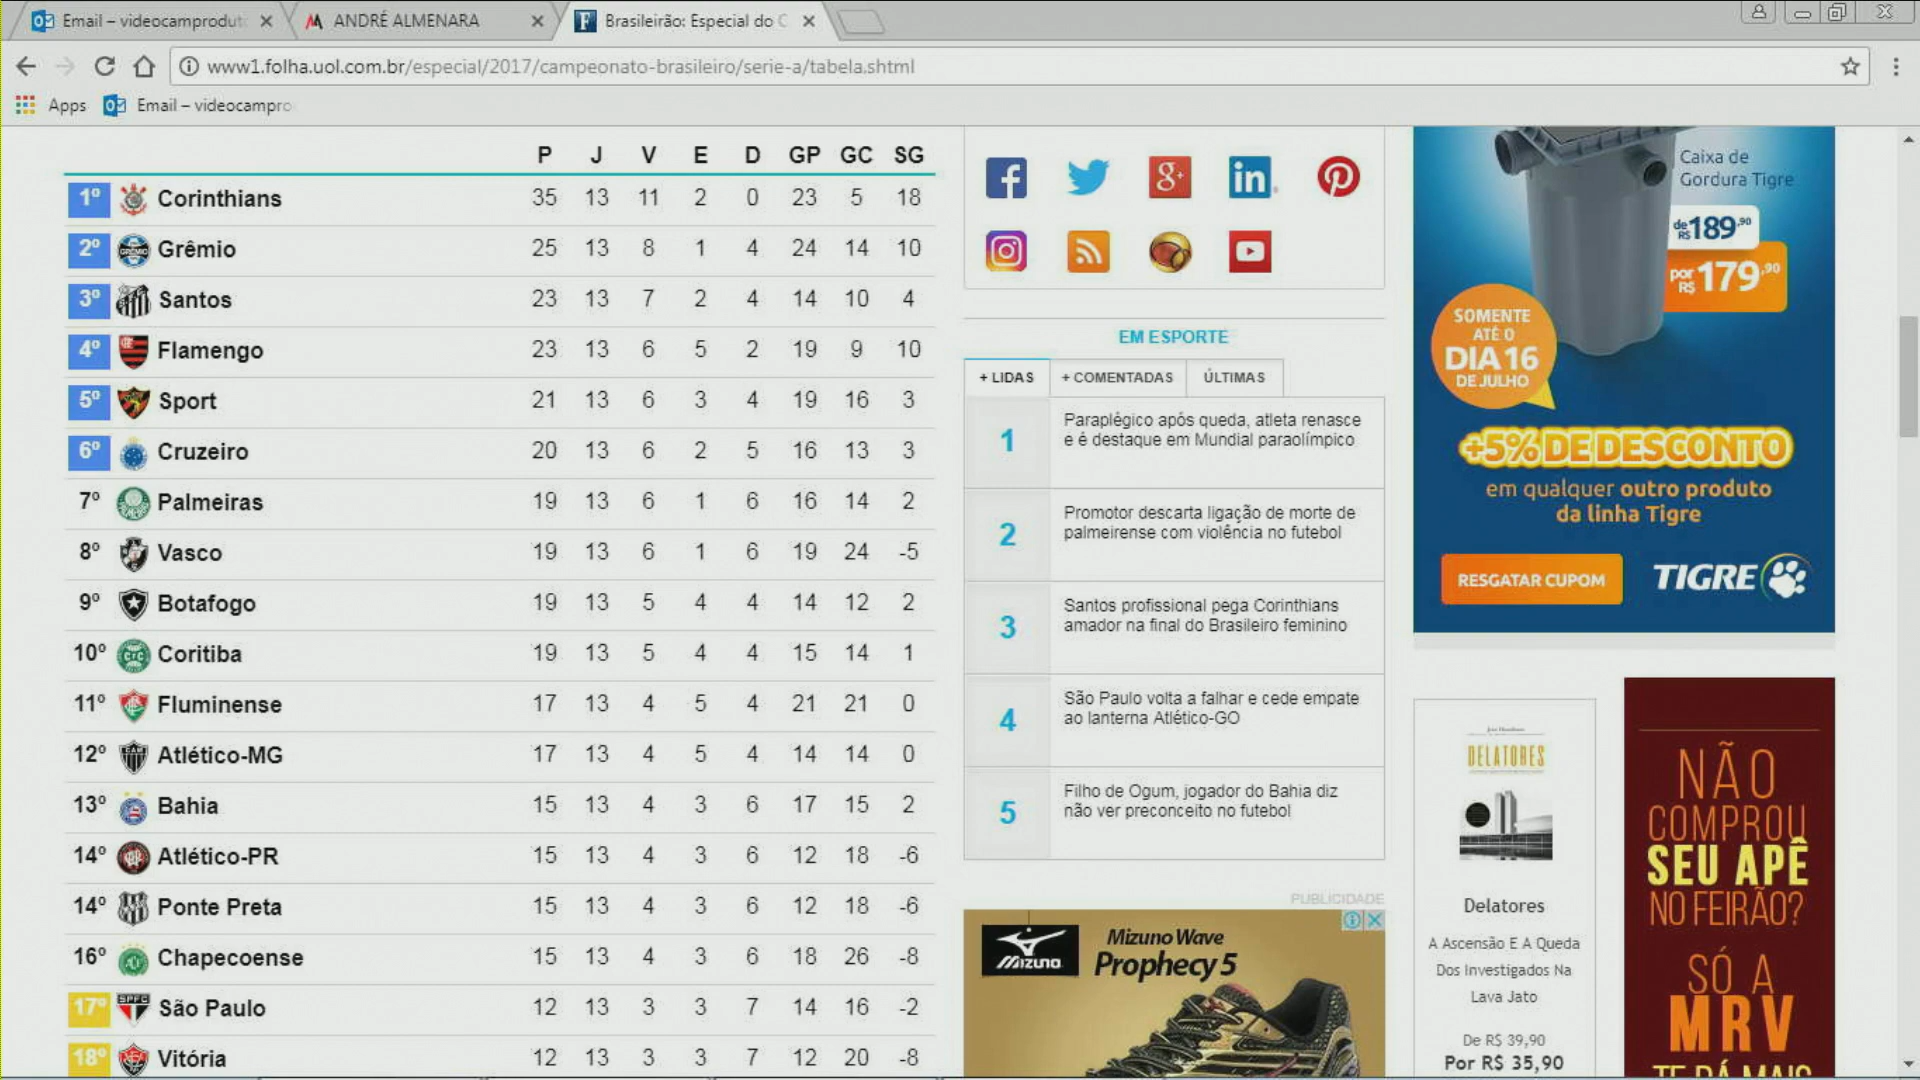 Email – videocamprodut
ANDRÉ ALMENARA
Brasileirão: Especial do C
www1.folha.uol.com.br/especial/2017/campeonato-brasileiro/serie-a/tabela.shtml
Apps
Email – videocampro
P J V E D GP GC SG
1º Corinthians 35 13 11 2 0 23 5 18
2º Grêmio 25 13 8 1 4 24 14 10
3º Santos 23 13 7 2 4 14 10 4
4º Flamengo 23 13 6 5 2 19 9 10
5º Sport 21 13 6 3 4 19 16 3
6º Cruzeiro 20 13 6 2 5 16 13 3
7º Palmeiras 19 13 6 1 6 16 14 2
8º Vasco 19 13 6 1 6 19 24 -5
9º Botafogo 19 13 5 4 4 14 12 2
10º Coritiba 19 13 5 4 4 15 14 1
11º Fluminense 17 13 4 5 4 21 21 0
12º Atlético-MG 17 13 4 5 4 14 14 0
13º Bahia 15 13 4 3 6 17 15 2
14º Atlético-PR 15 13 4 3 6 12 18 -6
14º Ponte Preta 15 13 4 3 6 12 18 -6
16º Chapecoense 15 13 4 3 6 18 26 -8
17º São Paulo 12 13 3 3 7 14 16 -2
18º Vitória 12 13 3 3 7 12 20 -8
EM ESPORTE
+ LIDAS + COMENTADAS ÚLTIMAS
1 Paraplégico após queda, atleta renasce
e é destaque em Mundial paraolímpico
2 Promotor descarta ligação de morte de
palmeirense com violência no futebol
3 Santos profissional pega Corinthians
amador na final do Brasileiro feminino
4 São Paulo volta a falhar e cede empate
ao lanterna Atlético-GO
5 Filho de Ogum, jogador do Bahia diz
não ver preconceito no futebol
PUBLICIDADE
MIZUNO
Mizuno Wave
Prophecy 5
Caixa de
Gordura Tigre
de R$ 189,90
por R$ 179,90
SOMENTE
ATÉ O
DIA 16
DE JULHO
+5% DE DESCONTO
em qualquer outro produto
da linha Tigre
RESGATAR CUPOM
TIGRE
DELATORES
Delatores
A Ascensão E A Queda
Dos Investigados Na
Lava Jato
De R$ 39,90
Por R$ 35,90
NÃO
COMPROU
SEU APÊ
NO FEIRÃO?
SÓ A
MRV
TE DÁ MAIS